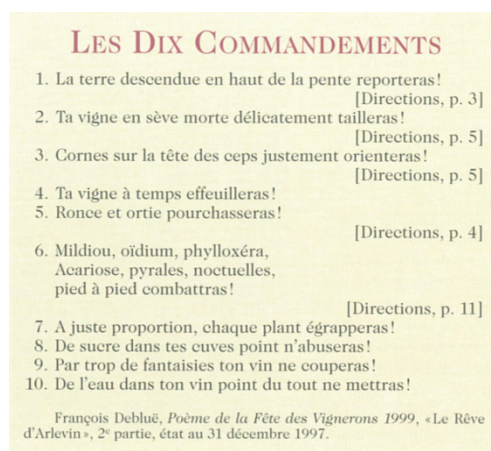 LES DIX COMMANDEMENTS
1. La terre descendue en haut de la pente reporteras!
[Directions, p. 3]
2. Ta vigne en sève morte délicatement tailleras!
[Directions, p. 5]
3. Cornes sur la tête des ceps justement orienteras!
[Directions, p. 5]
4. Ta vigne à temps effeuilleras!
5. Ronce et ortie pourchasseras!
[Directions, p. 4]
6. Mildiou, oïdium, phylloxéra,
Acariose, pyrales, noctuelles,
pied à pied combattras!
[Directions, p. 11]
7. A juste proportion, chaque plant égrapperas!
8. De sucre dans tes cuves point n'abuseras!
9. Par trop de fantaisies ton vin ne couperas!
10. De l'eau dans ton vin point du tout ne mettras!
François Debluë, Poème de la Fête des Vignerons 1999, «Le Rêve
d'Arlevin», 2e partie, état au 31 décembre 1997.